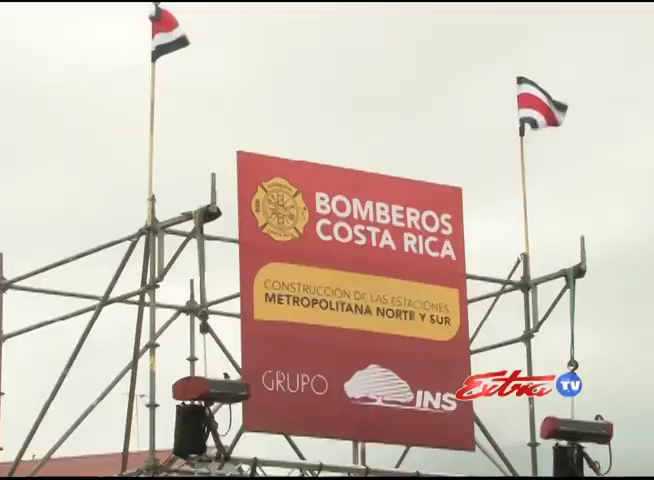 BOMBEROS
COSTA RICA
CONSTRUCCIÓN DE LAS ESTACIONES
METROPOLITANA NORTE Y SUR
GRUPO INS
Extra TV